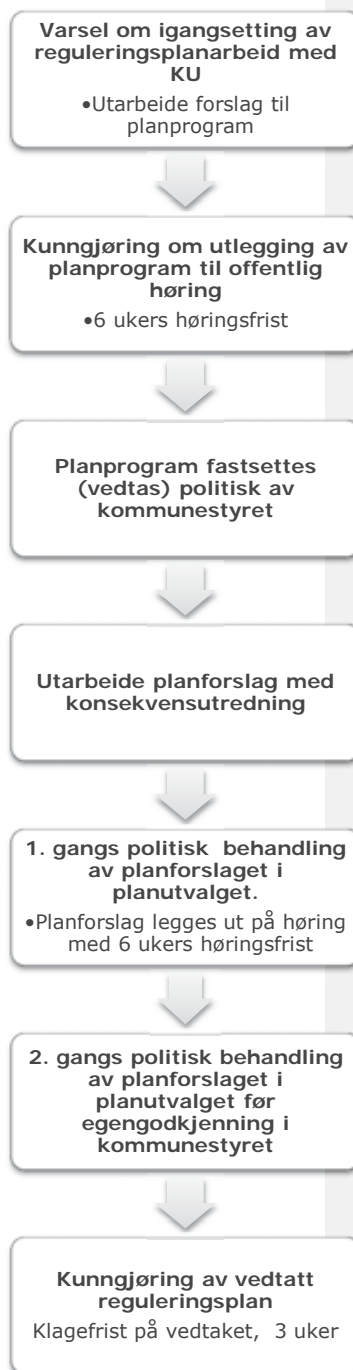 Varsel om igangsetting av
reguleringsplanarbeid med
KU
•Utarbeide forslag til
planprogram
Kunngjøring om utlegging av
planprogram til offentlig
høring
•6 ukers høringsfrist
Planprogram fastsettes
(vedtas) politisk av
kommunestyret
Utarbeide planforslag med
konsekvensutredning
1. gangs politisk behandling
av planforslaget i
planutvalget.
•Planforslag legges ut på høring
med 6 ukers høringsfrist
2. gangs politisk behandling
av planforslaget i
planutvalget før
egengodkjenning i
kommunestyret
Kunngjøring av vedtatt
reguleringsplan
Klagefrist på vedtaket, 3 uker